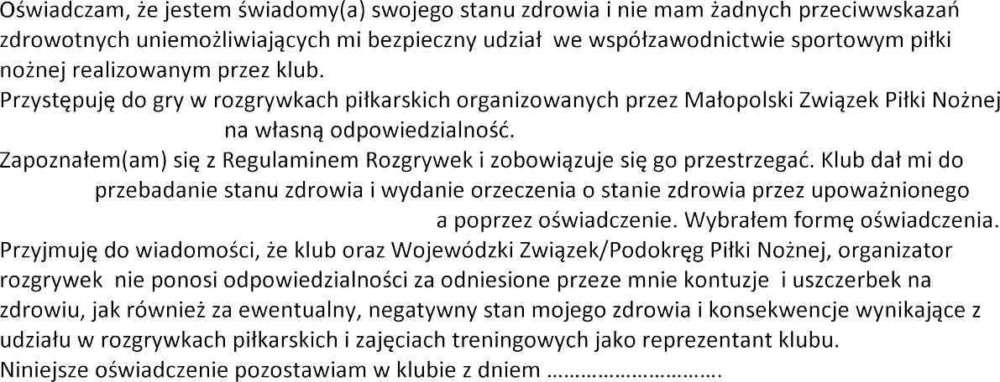 Oświadczam, że jestem świadomy(a) swojego stanu zdrowia i nie mam żadnych przeciwwskazań
zdrowotnych uniemożliwiających mi bezpieczny udział we współzawodnictwie sportowym piłki
nożnej realizowanym przez klub.
Przystępuję do gry w rozgrywkach piłkarskich organizowanych przez Małopolski Związek Piłki Nożnej
na własną odpowiedzialność.
Zapoznałem(am) się z Regulaminem Rozgrywek i zobowiązuje się go przestrzegać. Klub dał mi do
przebadanie stanu zdrowia i wydanie orzeczenia o stanie zdrowia przez upoważnionego
a poprzez oświadczenie. Wybrałem formę oświadczenia.
Przyjmuję do wiadomości, że klub oraz Wojewódzki Związek/Podokręg Piłki Nożnej, organizator
rozgrywek nie ponosi odpowiedzialności za odniesione przeze mnie kontuzje i uszczerbek na
zdrowiu, jak również za ewentualny, negatywny stan mojego zdrowia i konsekwencje wynikające z
udziału w rozgrywkach piłkarskich i zajęciach treningowych jako reprezentant klubu.
Niniejsze oświadczenie pozostawiam w klubie z dniem ………………………….